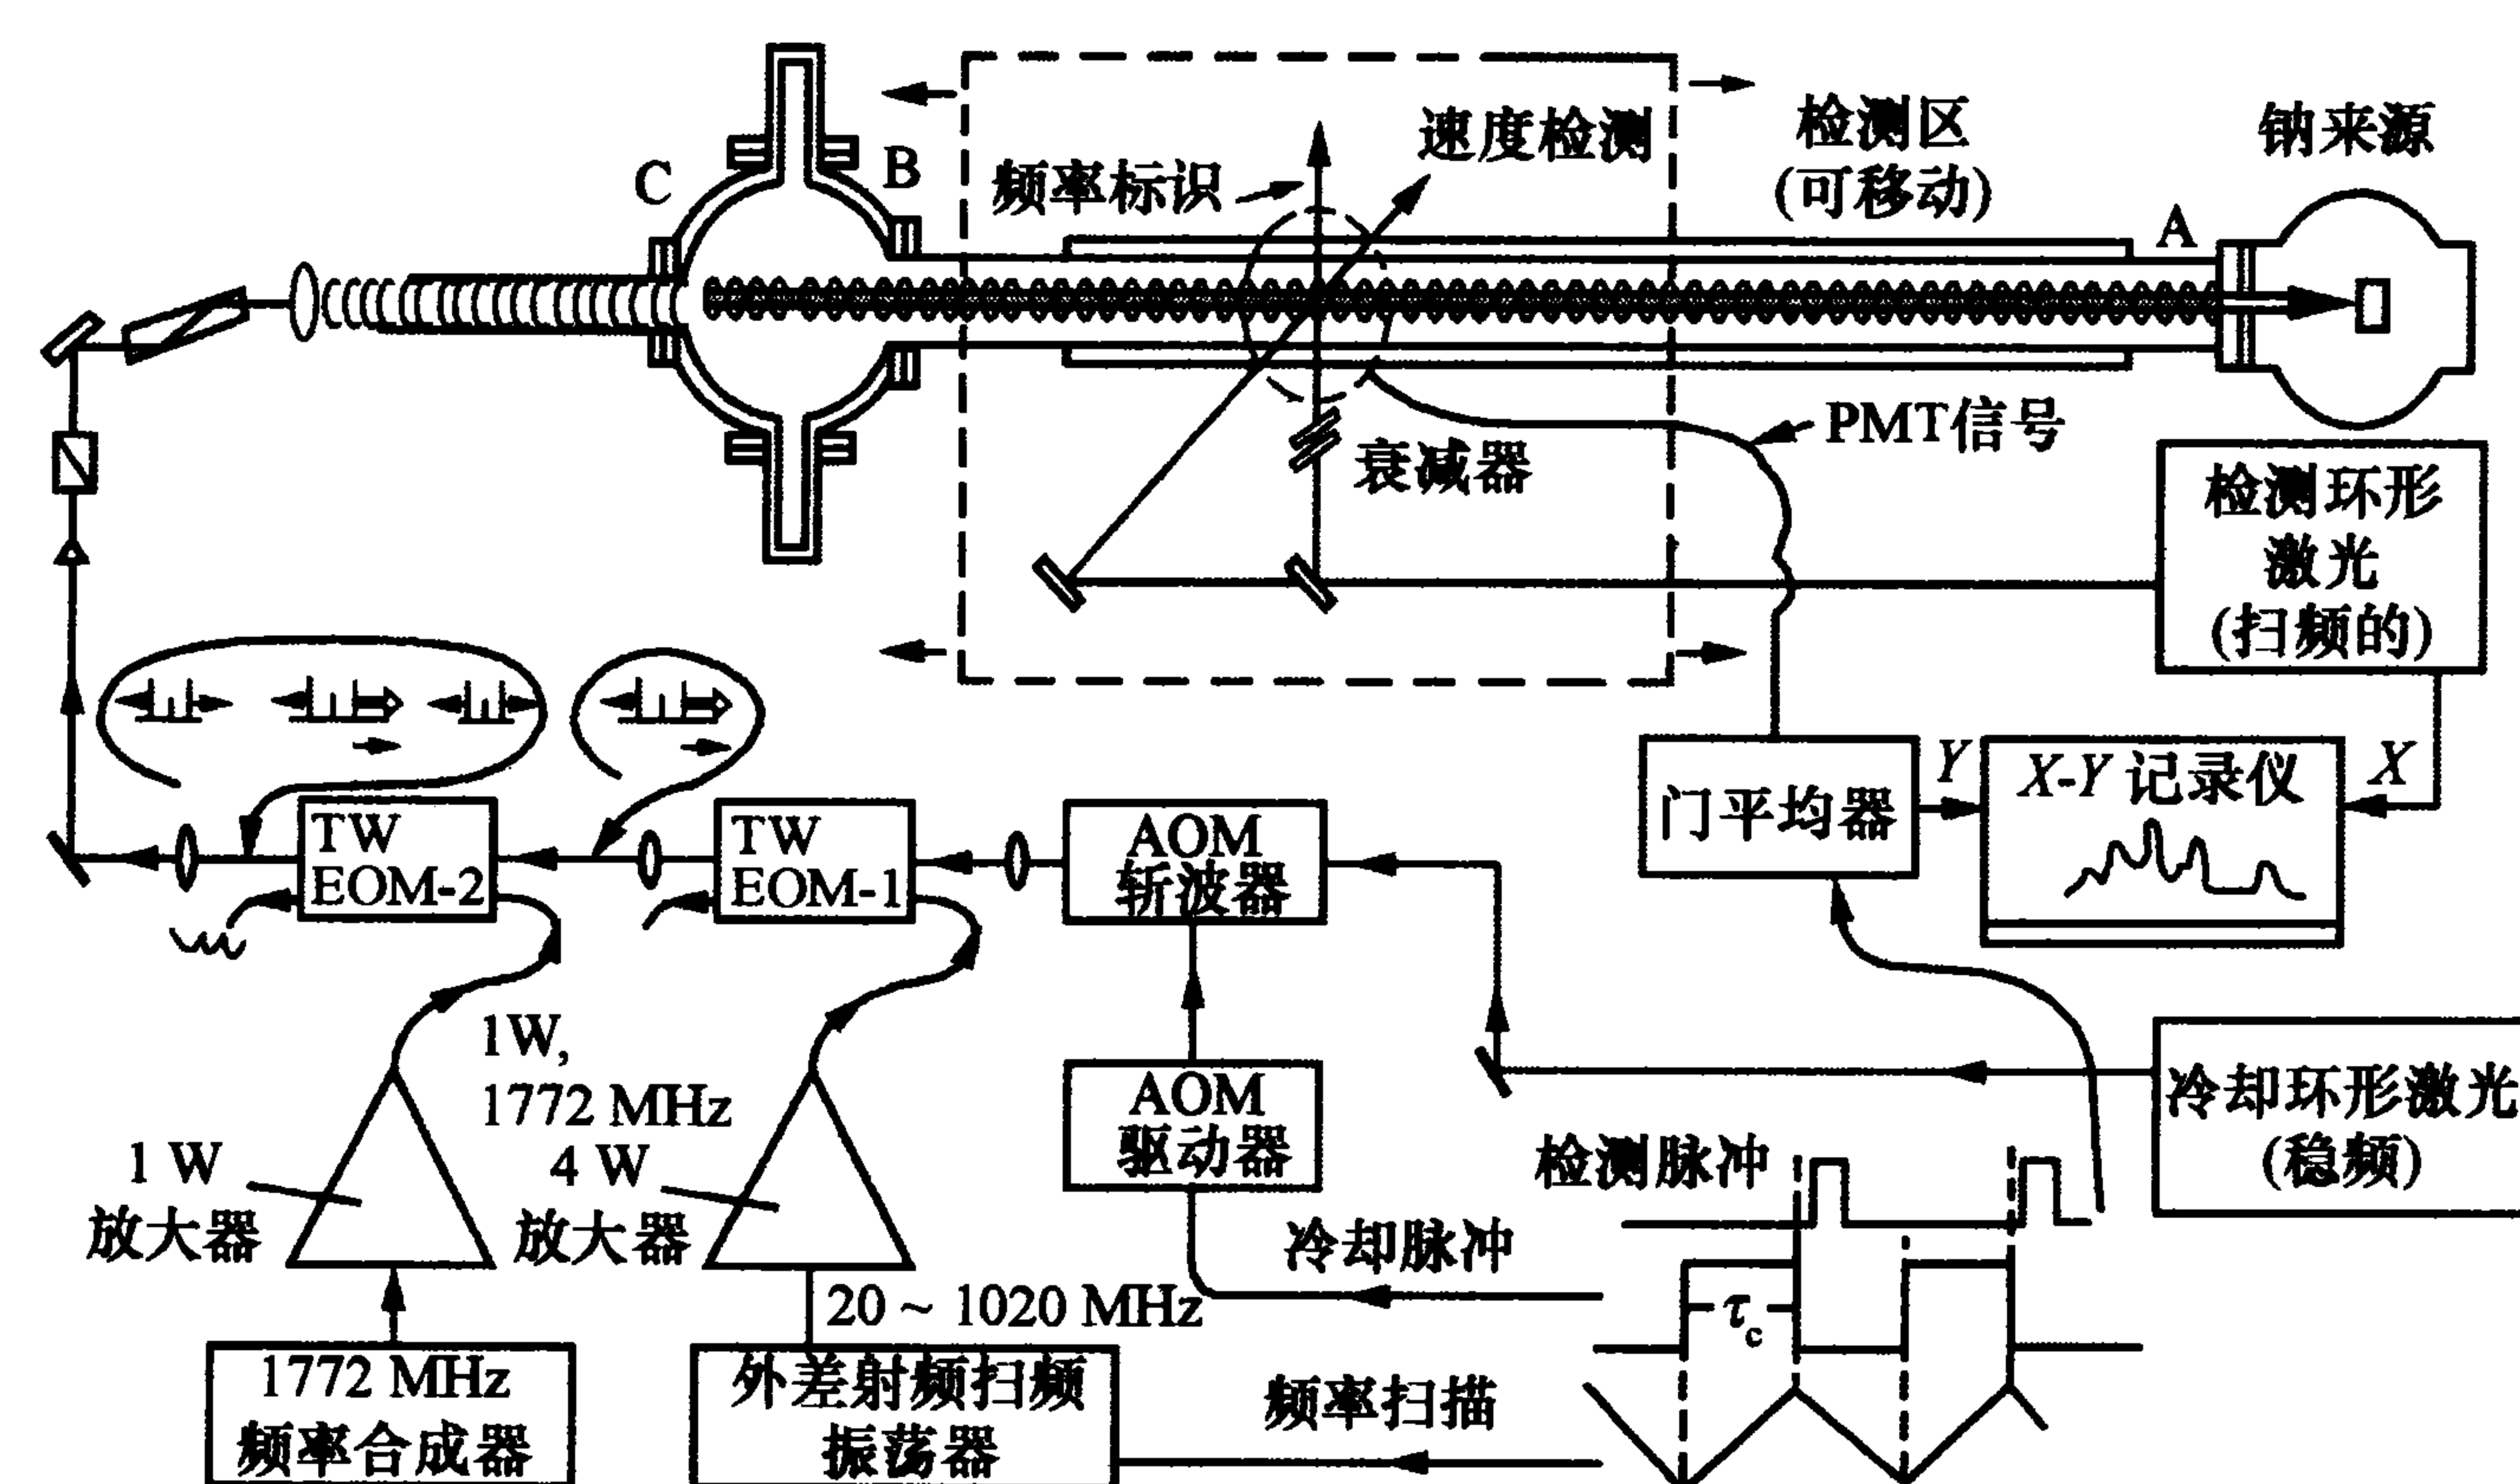 钠来源
检测区
(可移动)
速度检测
频率标识
C
B
A
PMT信号
衰减器
检测环形
激光
(扫频的)
门平均器
Y
X-Y 记录仪
X
TW
EOM-2
TW
EOM-1
AOM
斩波器
AOM
驱动器
1W,
1772 MHz
1 W
放大器
4 W
放大器
冷却环形激光
(稳频)
检测脉冲
冷却脉冲
τc
20 ~ 1020 MHz
1772 MHz
频率合成器
外差射频扫频
振荡器
频率扫描